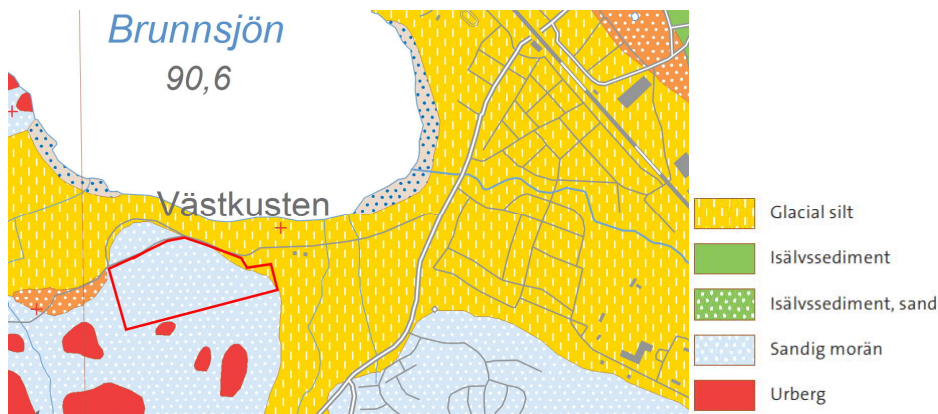 Brunnsjön
90,6
Västkusten
Glacial silt
Isälvssediment
Isälvssediment, sand
Sandig morän
Urberg